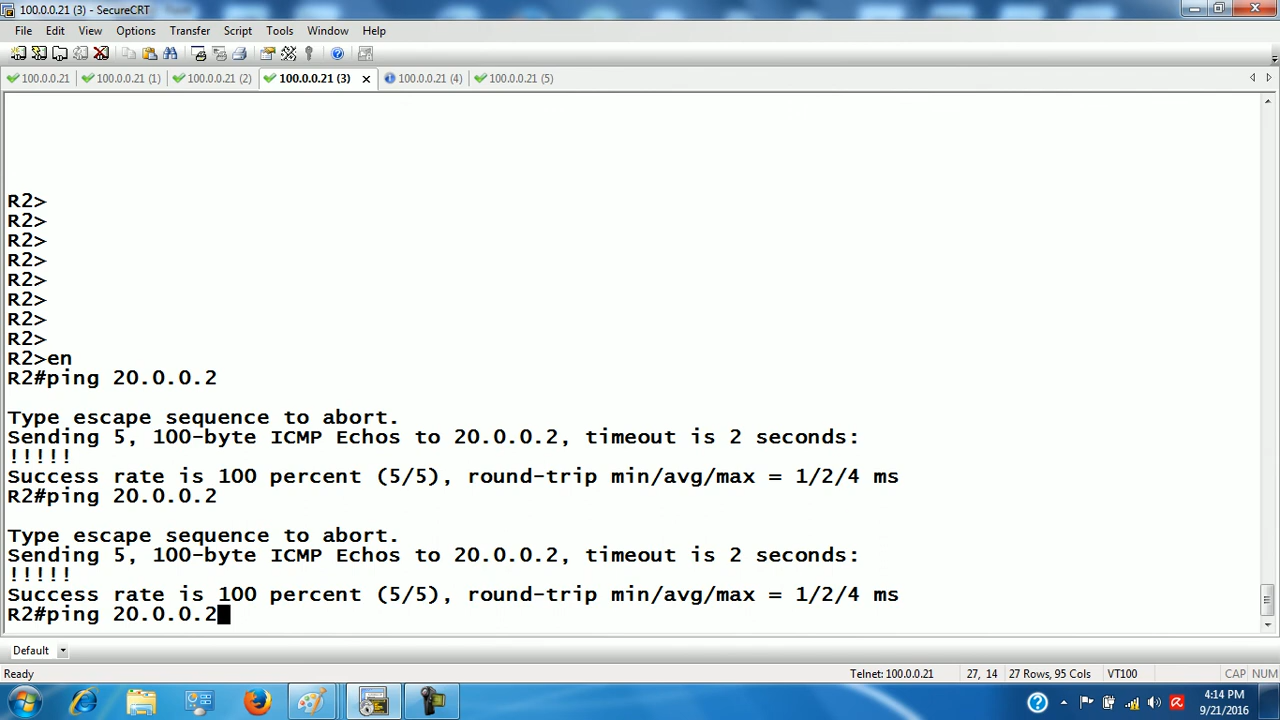 100.0.0.21 (3) - SecureCRT
File Edit View Options Transfer Script Tools Window Help
100.0.0.21 100.0.0.21 (1) 100.0.0.21 (2) 100.0.0.21 (3) 100.0.0.21 (4) 100.0.0.21 (5)
R2>
R2>
R2>
R2>
R2>
R2>
R2>
R2>
R2>en
R2#ping 20.0.0.2
Type escape sequence to abort.
Sending 5, 100-byte ICMP Echos to 20.0.0.2, timeout is 2 seconds:
!!!!!
Success rate is 100 percent (5/5), round-trip min/avg/max = 1/2/4 ms
R2#ping 20.0.0.2
Type escape sequence to abort.
Sending 5, 100-byte ICMP Echos to 20.0.0.2, timeout is 2 seconds:
!!!!!
Success rate is 100 percent (5/5), round-trip min/avg/max = 1/2/4 ms
R2#ping 20.0.0.2
Default
Ready Telnet: 100.0.0.21 27, 14 27 Rows, 95 Cols VT100 CAP NUM
4:14 PM
9/21/2016